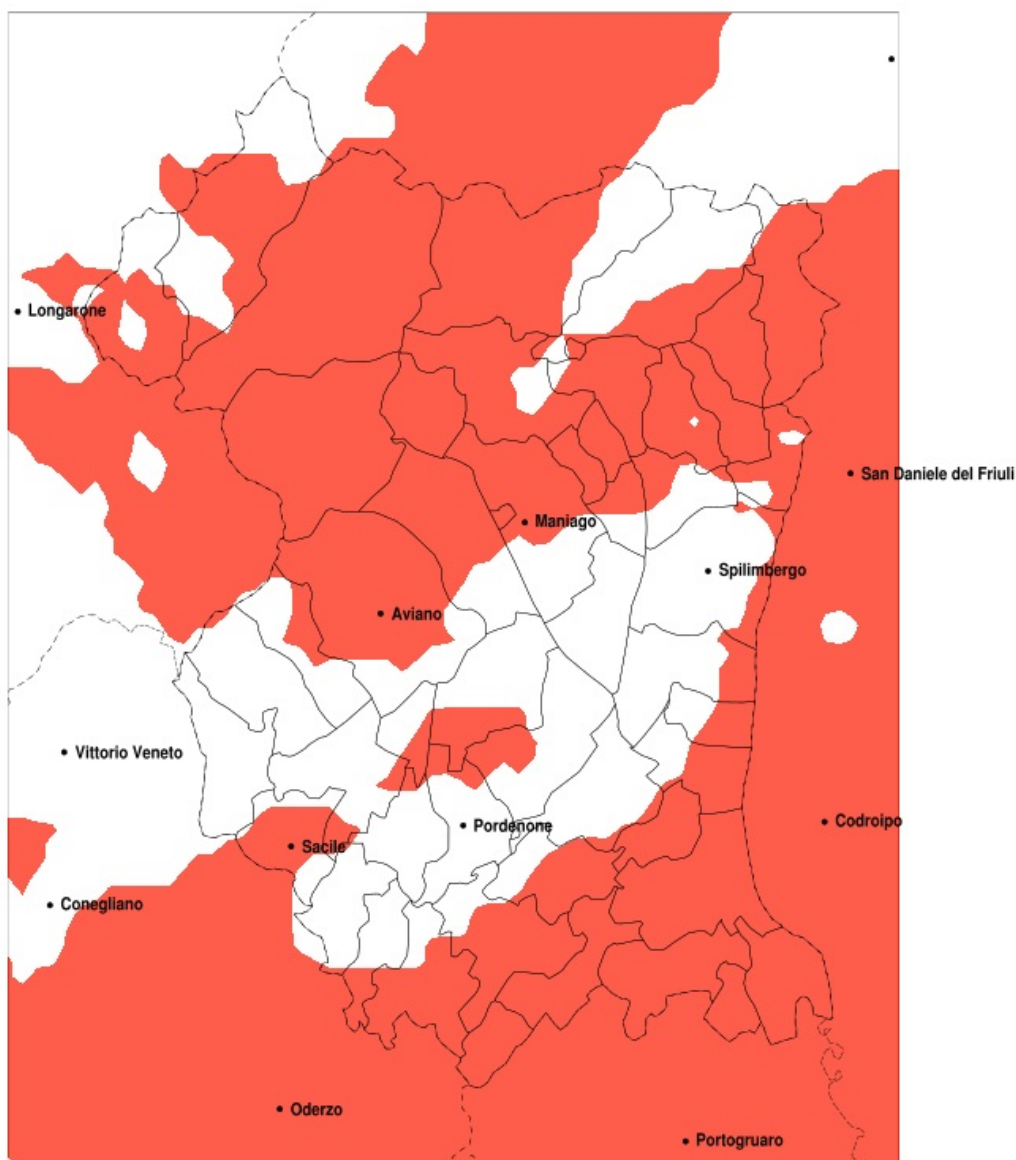 Longarone
San Daniele del Friuli
Maniago
Spilimbergo
Aviano
Vittorio Veneto
Pordenone
Codroipo
Sacile
Conegliano
Oderzo
Portogruaro